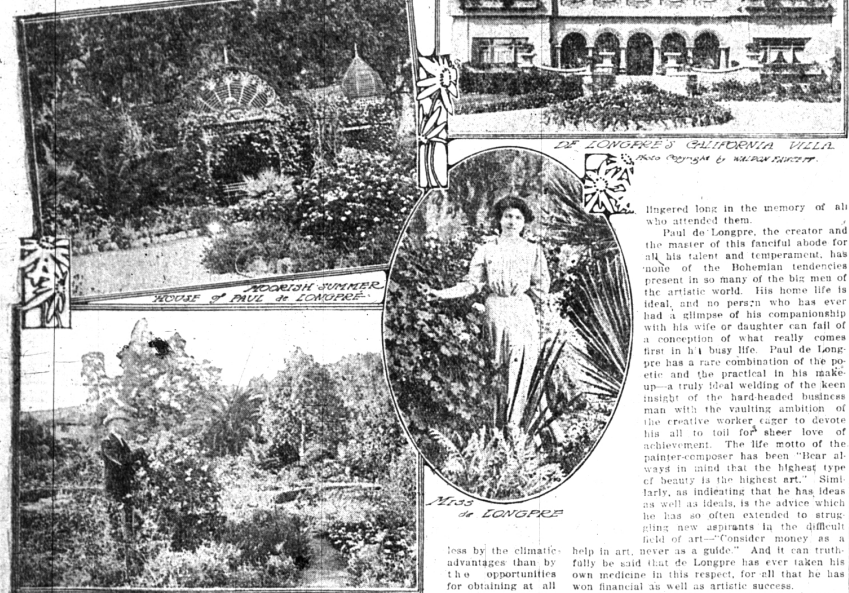 DE LONGPRE'S CALIFORNIA VILLA
Photo Copyright by WALDON FAWCETT.
MOORISH SUMMER
HOUSE of PAUL de LONGPRE.
MISS
de LONGPRE
less by the climatic
advantages than by
the opportunities
for obtaining at all
lingered long in the memory of all
who attended them.
Paul de Longpre, the creator and
the master of this fanciful abode for
all his talent and temperament, has
none of the Bohemian tendencies
present in so many of the big men of
the artistic world. His home life is
ideal, and no person who has ever
had a glimpse of his companionship
with his wife or daughter can fail of
a conception of what really comes
first in his busy life. Paul de Long-
pre has a rare combination of the po-
etic and the practical in his make-
up—a truly ideal welding of the keen
insight of the hard-headed business
man with the vaulting ambition of
the creative worker eager to devote
his all to toil for sheer love of
achievement. The life motto of the
painter-composer has been "Bear al-
ways in mind that the highest type
of beauty is the highest art." Simi-
larly, as indicating that he has ideas
as well as ideals, is the advice which
he has so often extended to strug-
gling new aspirants in the difficult
field of art—"Consider money as a
help in art, never as a guide." And it can truth-
fully be said that de Longpre has ever taken his
own medicine in this respect, for all that he has
won financial as well as artistic success.